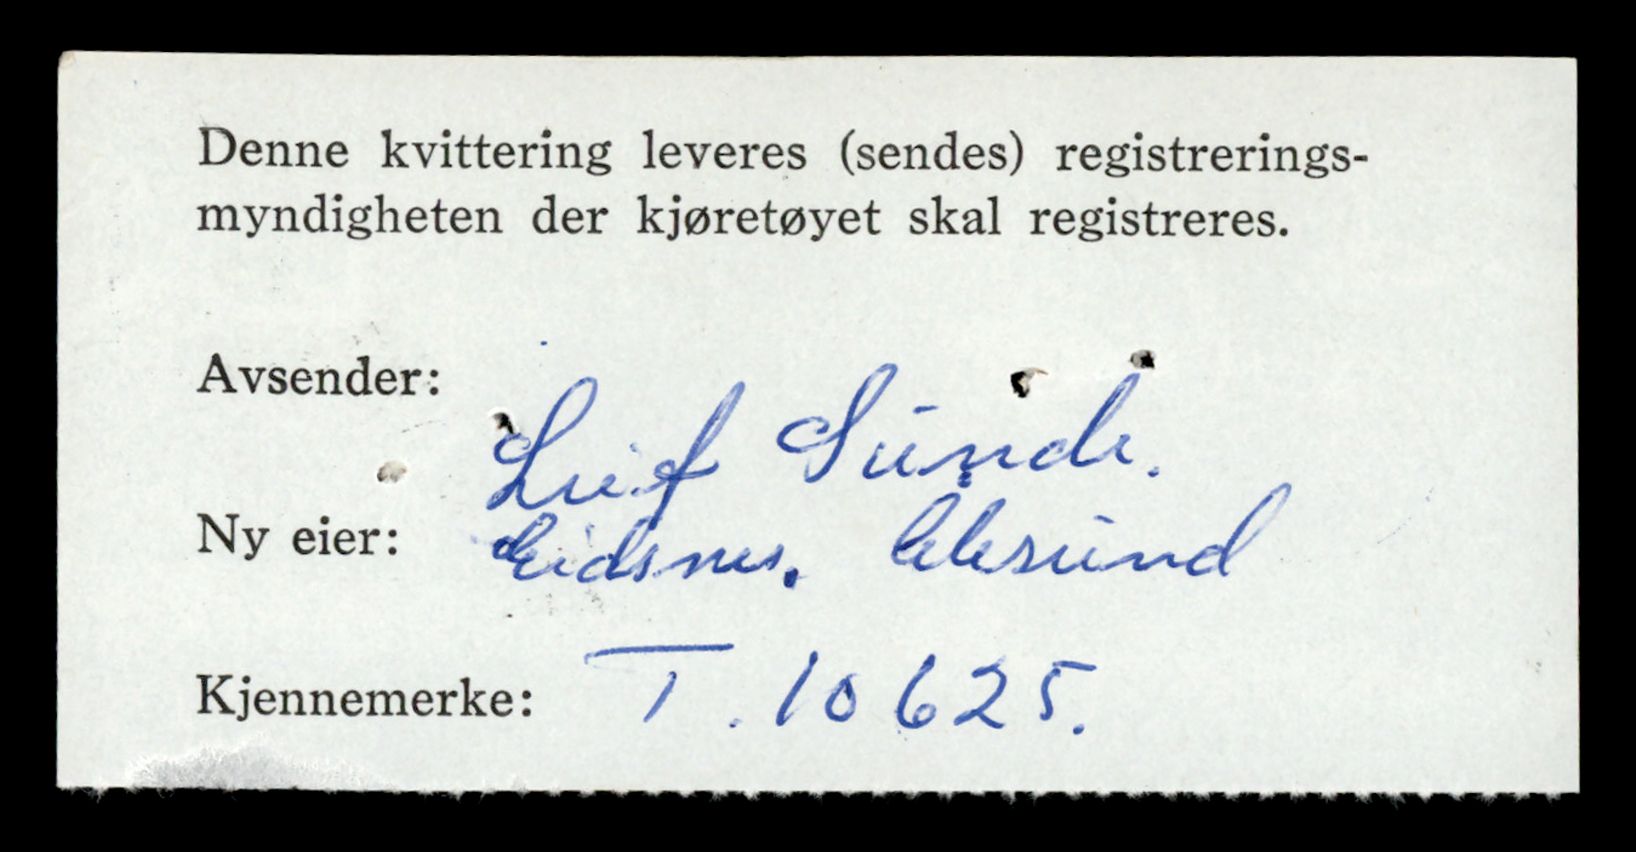 Denne kvittering leveres (sendes) registrerings-
myndigheten der kjøretøyet skal registreres.
Avsender:
Leif Sunde.
Ny eier: Eidsnes. Ålesund
Kjennemerke: T. 10625.